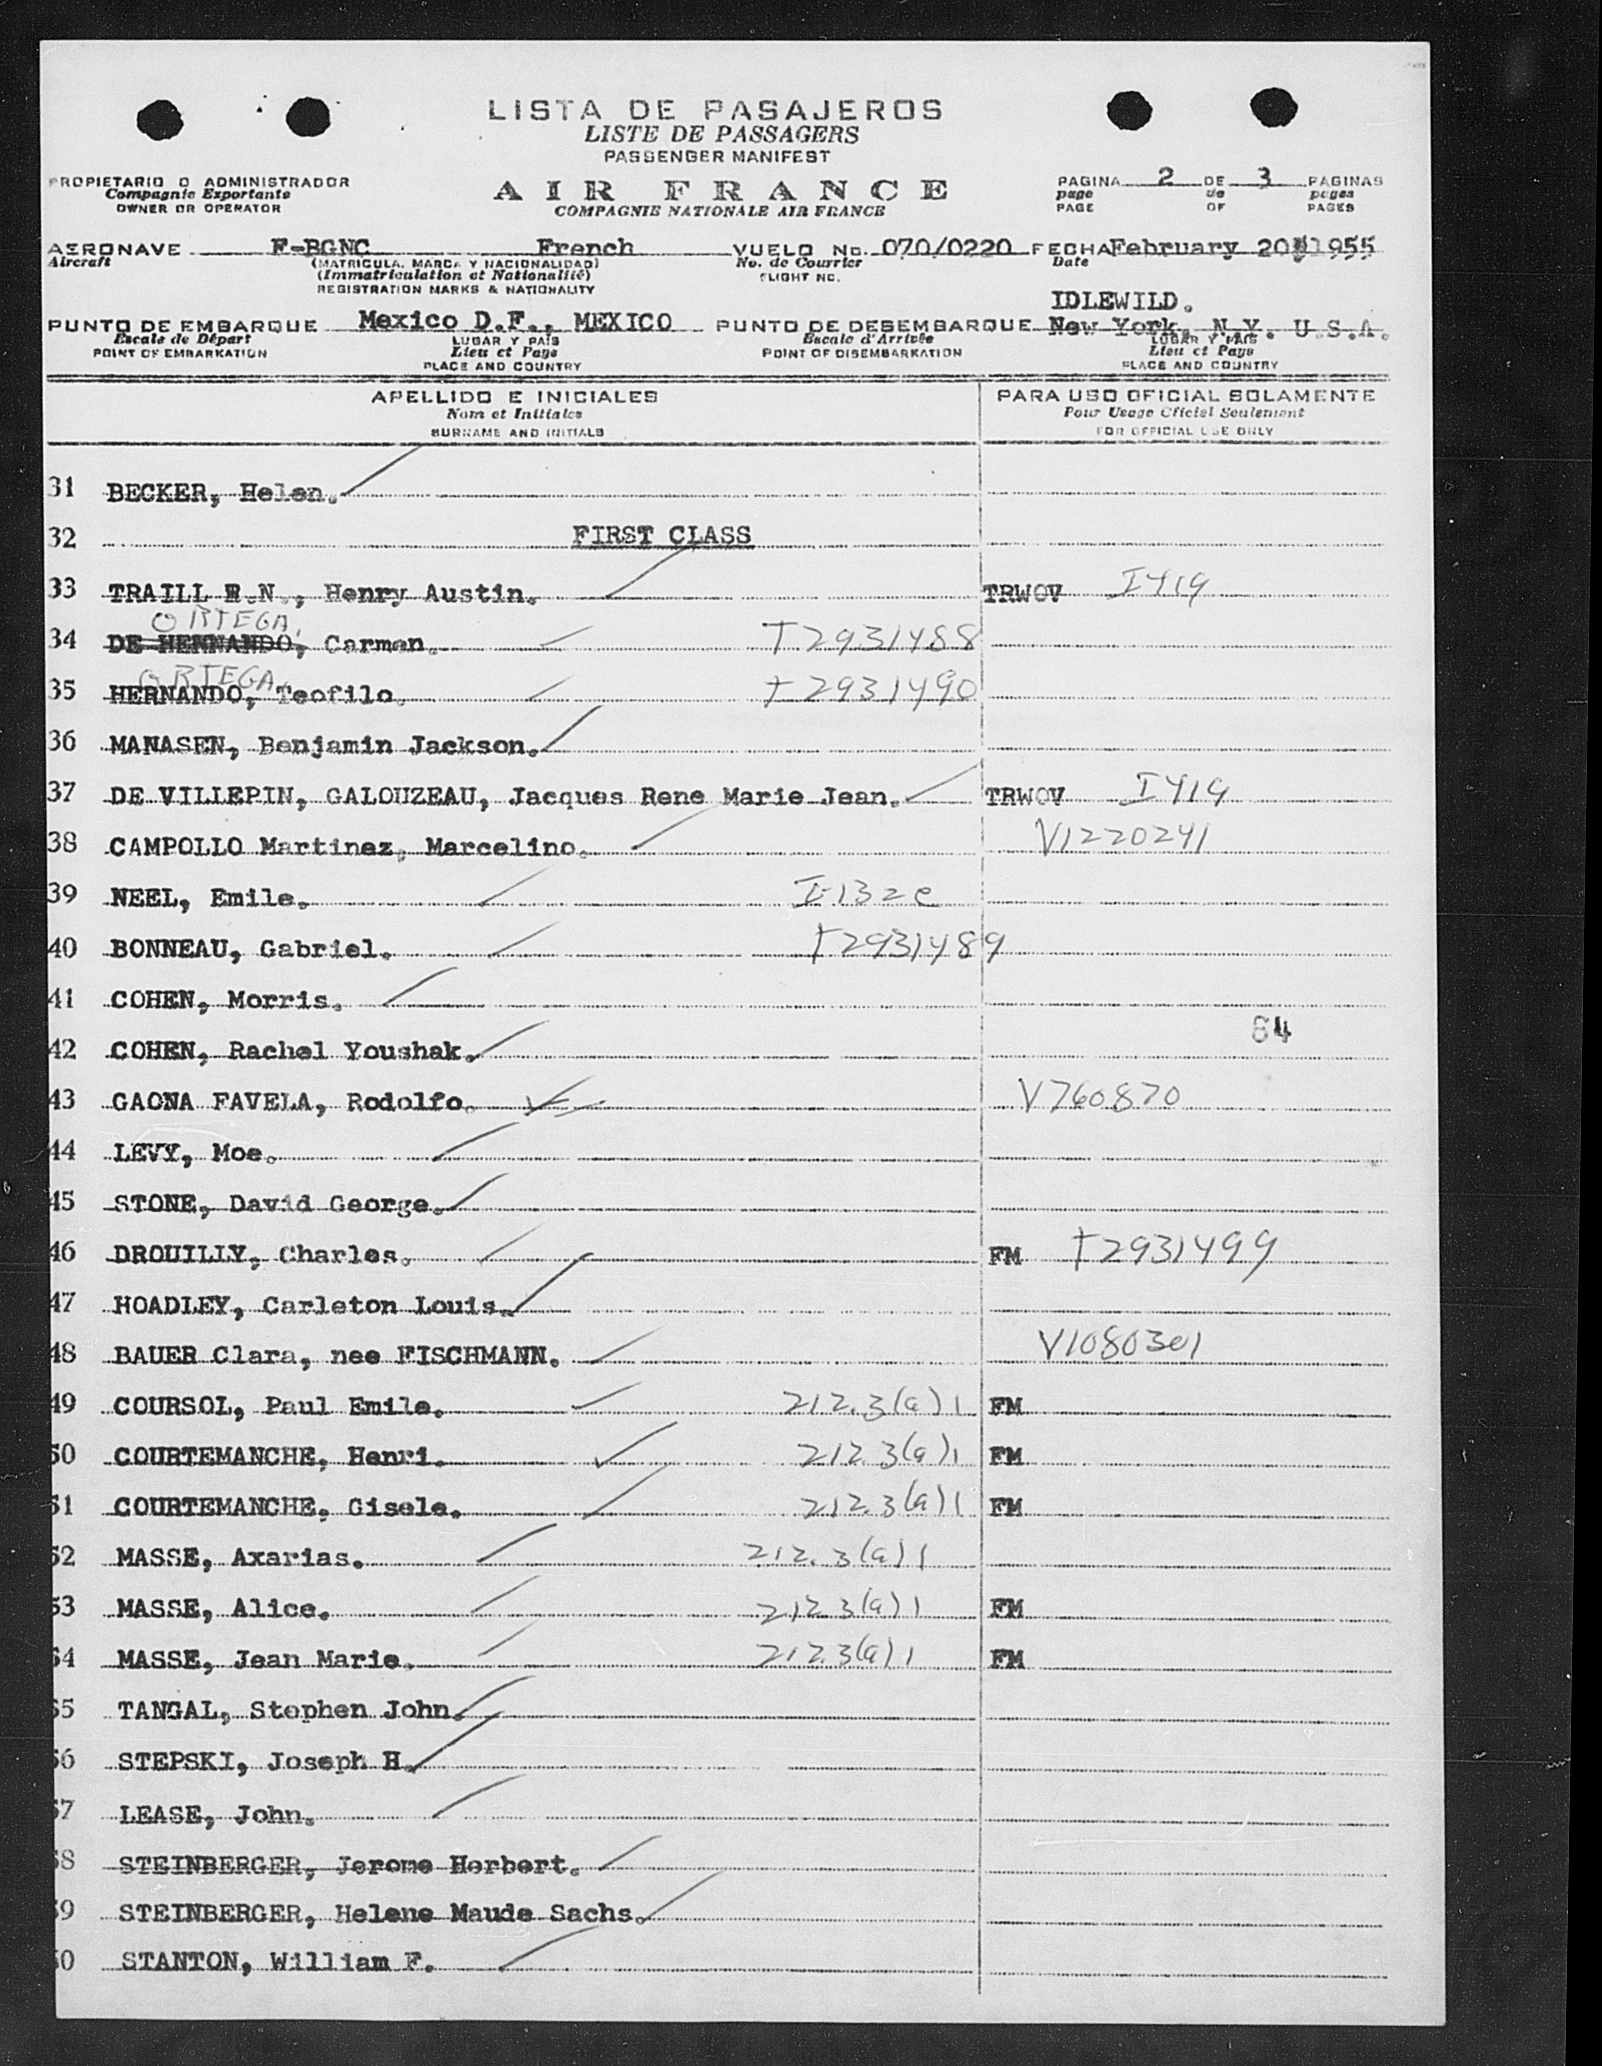 LISTA DE PASAJEROS
LISTE DE PASSAGERS
PASSENGER MANIFEST
PROPIETARIO O ADMINISTRADOR
Compagnie Exportante
OWNER OR OPERATOR
AIR FRANCE
COMPAGNIE NATIONALE AIR FRANCE
PAGINA 2 DE 3 PAGINAS
page de pages
PAGE OF PAGES
AERONAVE F-BGNC French VUELO No. 070/0220 FECHA February 20 1955
Aircraft (MATRICULA, MARCA Y NACIONALIDAD) No. de Courrier Date
(Immatriculation et Nationalité) FLIGHT NO.
REGISTRATION MARKS & NATIONALITY
IDLEWILD.
PUNTO DE EMBARQUE Mexico D.F., MEXICO PUNTO DE DESEMBARQUE New York, N.Y. U.S.A.
Escale de Départ LUGAR Y PAIS Escale d'Arrivée LUGAR Y PAIS
POINT OF EMBARKATION Lieu et Pays POINT OF DISEMBARKATION Lieu et Pays
PLACE AND COUNTRY PLACE AND COUNTRY
APELLIDO E INICIALES PARA USO OFICIAL SOLAMENTE
Nom et Initiales Pour Usage Officiel Seulement
SURNAME AND INITIALS FOR OFFICIAL USE ONLY
31 BECKER, Helen.
32 FIRST CLASS
33 TRAILL E.N., Henry Austin. TRWOV I419
ORTEGA,
34 DE HERNANDO, Carmen. T2931488
ORTEGA,
35 HERNANDO, Teofilo. T2931490
36 MANASEN, Benjamin Jackson.
37 DE VILLEPIN, GALOUZEAU, Jacques Rene Marie Jean. TRWOV I419
38 CAMPOLLO Martinez, Marcelino. V1220241
39 NEEL, Emile. I-132e
40 BONNEAU, Gabriel. T2931489
41 COHEN, Morris.
64
42 COHEN, Rachel Youshak.
43 GAONA FAVELA, Rodolfo. V760870
44 LEVY, Moe.
45 STONE, David George.
46 DROUILLY, Charles. FM T2931499
47 HOADLEY, Carleton Louis.
48 BAUER Clara, nee FISCHMANN. V1080301
49 COURSOL, Paul Emile. 212.3(a)1 FM
50 COURTEMANCHE, Henri. 212.3(a)1 FM
51 COURTEMANCHE, Gisele. 212.3(a)1 FM
52 MASSE, Axarias. 212.3(a)1
53 MASSE, Alice. 212.3(a)1 FM
54 MASSE, Jean Marie. 212.3(a)1 FM
55 TANGAL, Stephen John.
56 STEPSKI, Joseph H.
57 LEASE, John.
58 STEINBERGER, Jerome Herbert.
59 STEINBERGER, Helene Maude Sachs.
60 STANTON, William F.